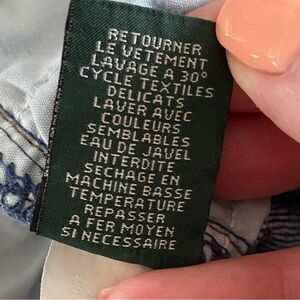 RETOURNER
LE VETEMENT
LAVAGE A 30°
CYCLE TEXTILES
DELICATS
LAVER AVEC
COULEURS
SEMBLABLES
EAU DE JAVEL
INTERDITE
SECHAGE EN
MACHINE BASSE
TEMPERATURE
REPASSER
A FER MOYEN
SI NECESSAIRE